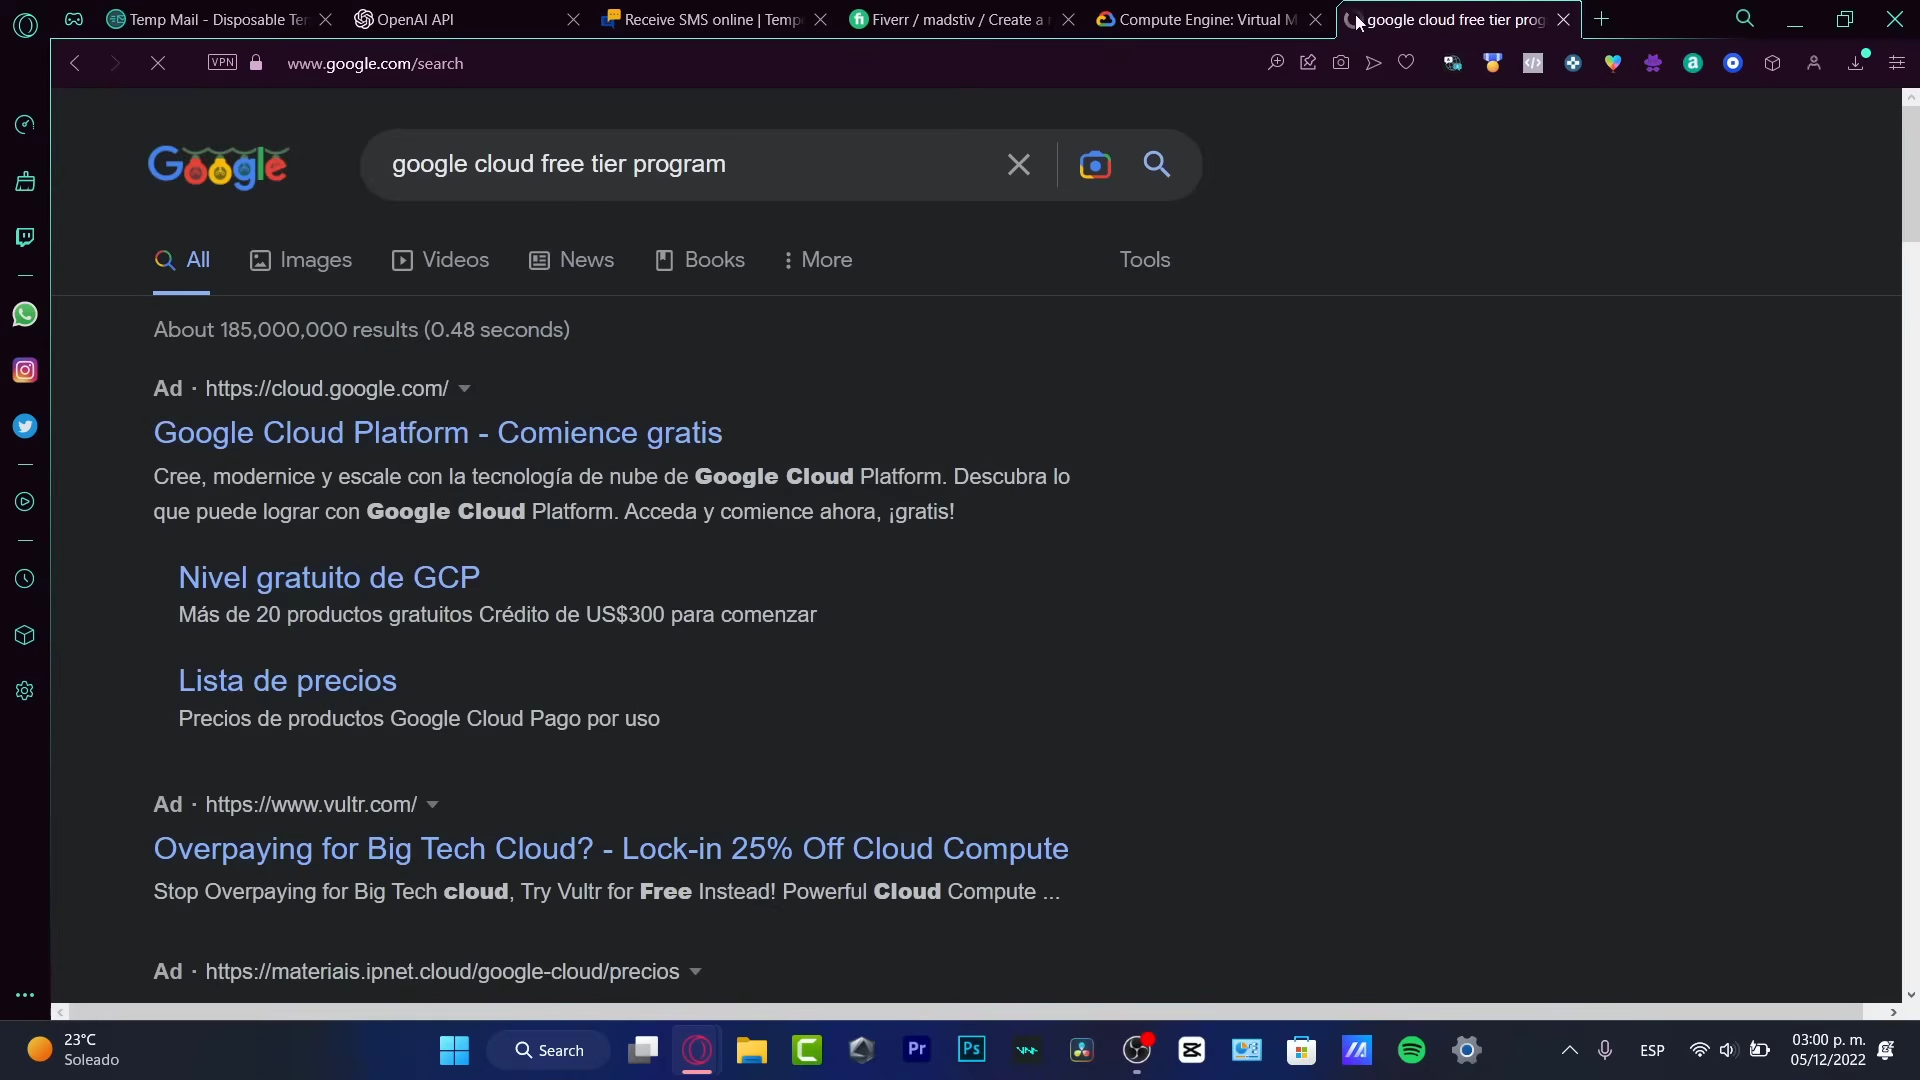 Temp Mail - Disposable Ter
OpenAI API
Receive SMS online | Temp
Fiverr / madstiv / Create a
Compute Engine: Virtual M
google cloud free tier prog
VPN
www.google.com/search
Google
google cloud free tier program
All
Images
Videos
News
Books
More
Tools
About 185,000,000 results (0.48 seconds)
Ad · https://cloud.google.com/
Google Cloud Platform - Comience gratis
Cree, modernice y escale con la tecnología de nube de Google Cloud Platform. Descubra lo
que puede lograr con Google Cloud Platform. Acceda y comience ahora, ¡gratis!
Nivel gratuito de GCP
Más de 20 productos gratuitos Crédito de US$300 para comenzar
Lista de precios
Precios de productos Google Cloud Pago por uso
Ad · https://www.vultr.com/
Overpaying for Big Tech Cloud? - Lock-in 25% Off Cloud Compute
Stop Overpaying for Big Tech cloud, Try Vultr for Free Instead! Powerful Cloud Compute ...
Ad · https://materiais.ipnet.cloud/google-cloud/precios
23°C
Soleado
Search
Pr
Ps
ESP
03:00 p. m.
05/12/2022